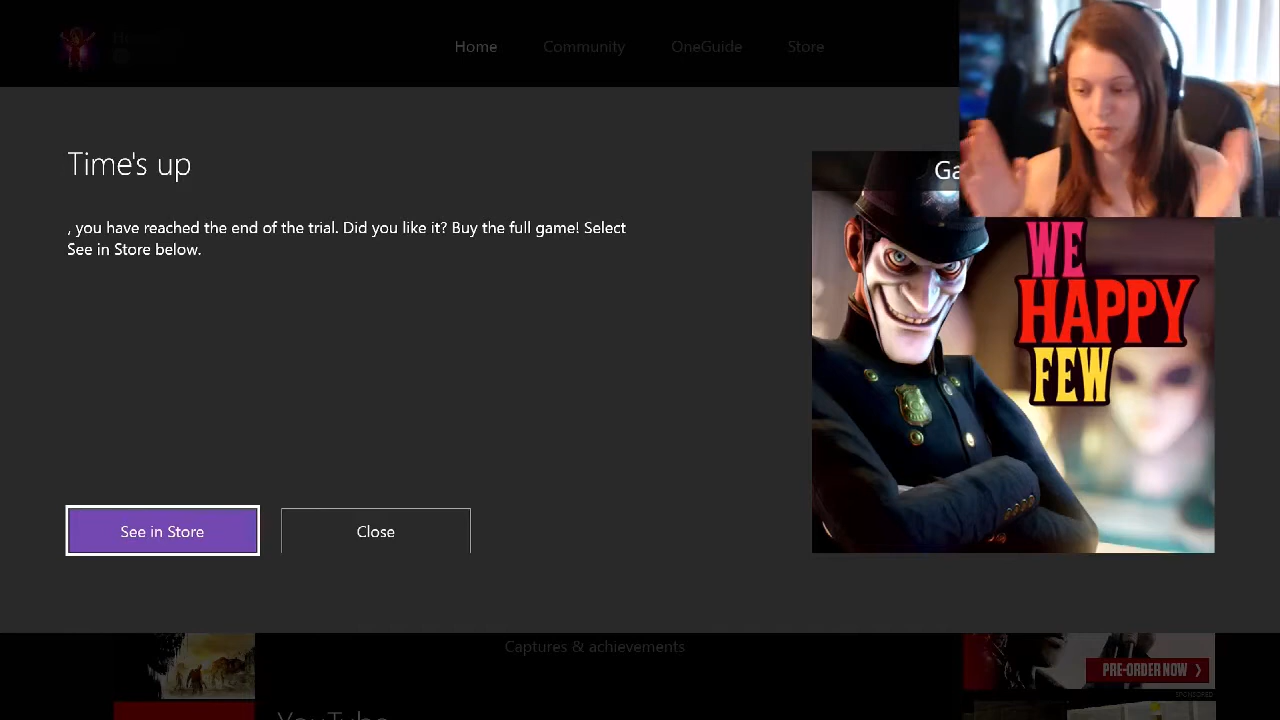 Home
Community
OneGuide
Store
Time's up
, you have reached the end of the trial. Did you like it? Buy the full game! Select
See in Store below.
Ga
WE
HAPPY
FEW
See in Store
Close
Captures & achievements
PRE-ORDER NOW
SPONSORED
YouTube